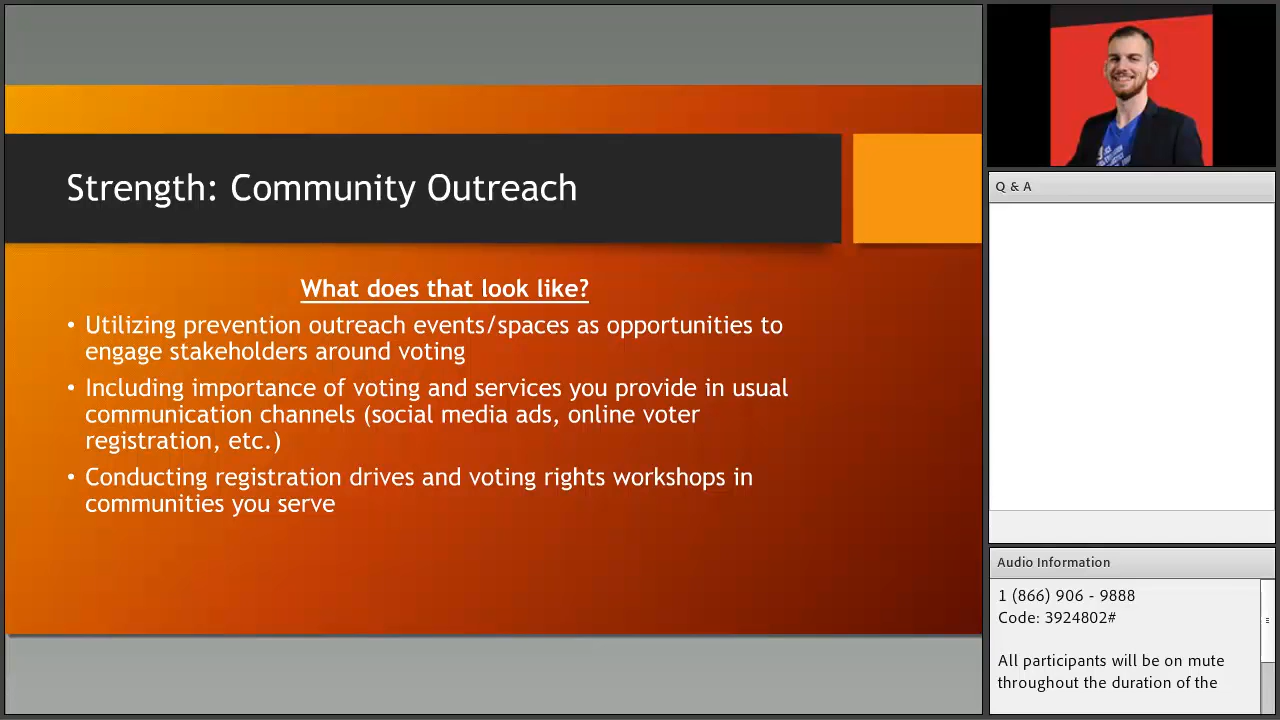 Strength: Community Outreach
What does that look like?
• Utilizing prevention outreach events/spaces as opportunities to
engage stakeholders around voting
• Including importance of voting and services you provide in usual
communication channels (social media ads, online voter
registration, etc.)
• Conducting registration drives and voting rights workshops in
communities you serve
Q & A
Audio Information
1 (866) 906 - 9888
Code: 3924802#
All participants will be on mute
throughout the duration of the